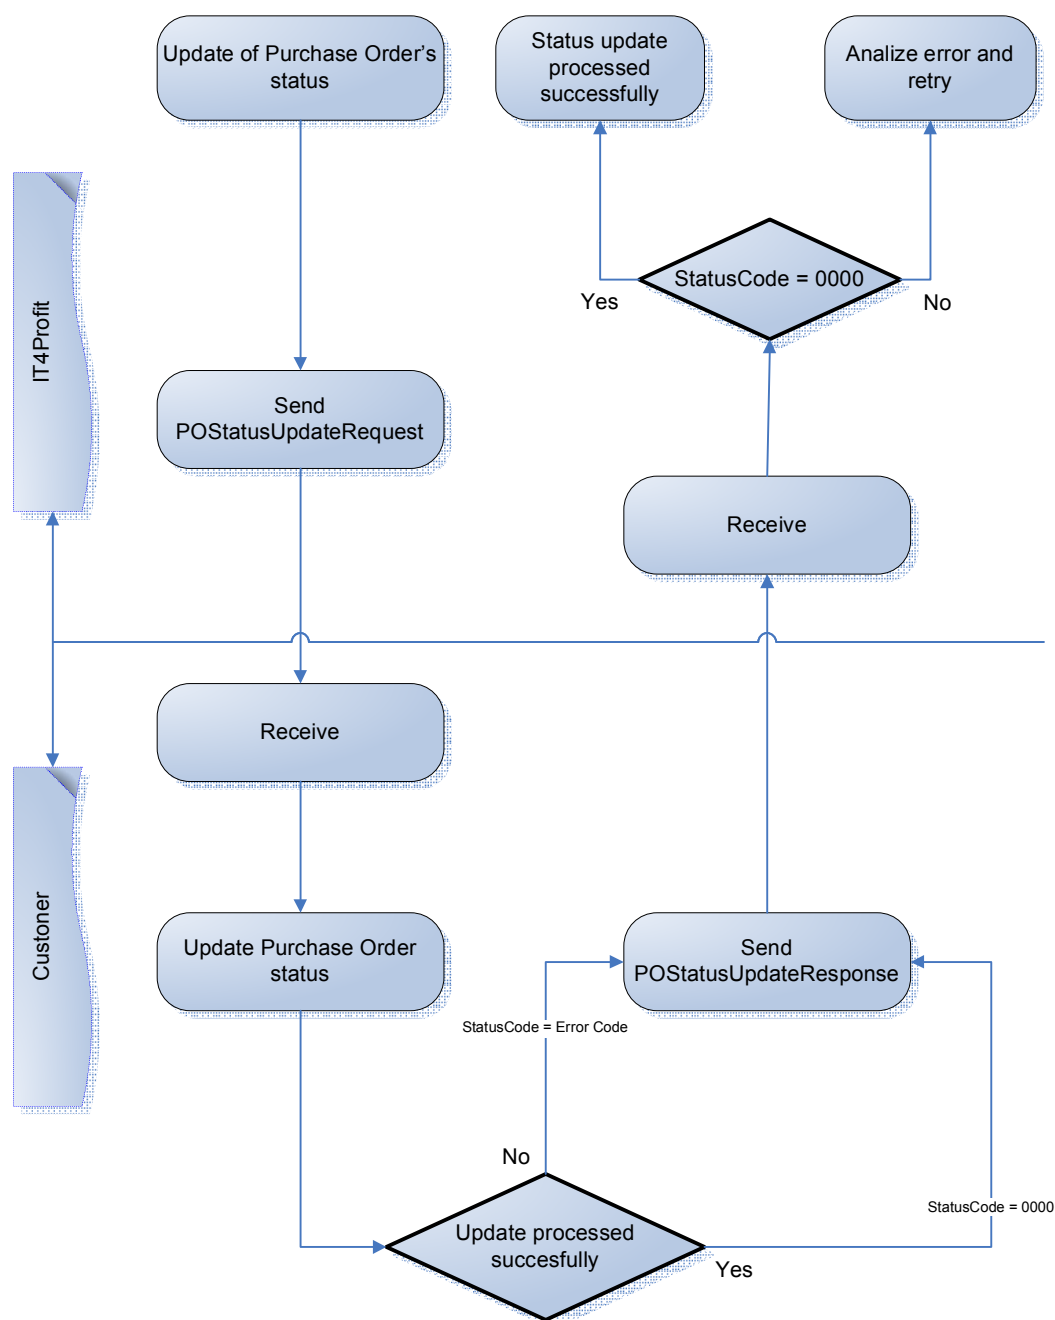 Update of Purchase Order's
status
Status update
processed
successfully
Analize error and
retry
IT4Profit
StatusCode = 0000
Yes
No
Send
POStatusUpdateRequest
Receive
Receive
Custoner
Update Purchase Order
status
Send
POStatusUpdateResponse
StatusCode = Error Code
No
StatusCode = 0000
Update processed
succesfully
Yes